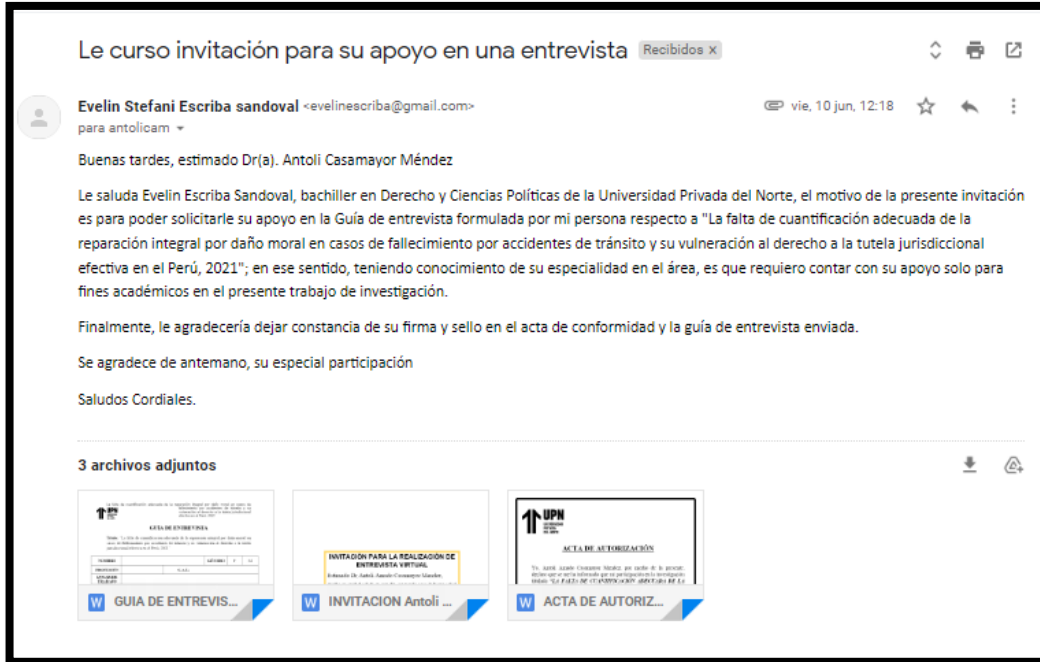 Le curso invitación para su apoyo en una entrevista Recibidos x
Evelin Stefani Escriba sandoval <evelinescriba@gmail.com> vie, 10 jun, 12:18
para antolicam
Buenas tardes, estimado Dr(a). Antoli Casamayor Méndez
Le saluda Evelin Escriba Sandoval, bachiller en Derecho y Ciencias Políticas de la Universidad Privada del Norte, el motivo de la presente invitación
es para poder solicitarle su apoyo en la Guía de entrevista formulada por mi persona respecto a "La falta de cuantificación adecuada de la
reparación integral por daño moral en casos de fallecimiento por accidentes de tránsito y su vulneración al derecho a la tutela jurisdiccional
efectiva en el Perú, 2021"; en ese sentido, teniendo conocimiento de su especialidad en el área, es que requiero contar con su apoyo solo para
fines académicos en el presente trabajo de investigación.
Finalmente, le agradecería dejar constancia de su firma y sello en el acta de conformidad y la guía de entrevista enviada.
Se agradece de antemano, su especial participación
Saludos Cordiales.
3 archivos adjuntos
UPN
GUIA DE ENTREVISTA
W GUIA DE ENTREVIS...
INVITACION PARA LA REALIZACIÓN DE
ENTREVISTA VIRTUAL
W INVITACION Antoli ...
UPN
ACTA DE AUTORIZACIÓN
W ACTA DE AUTORIZ...